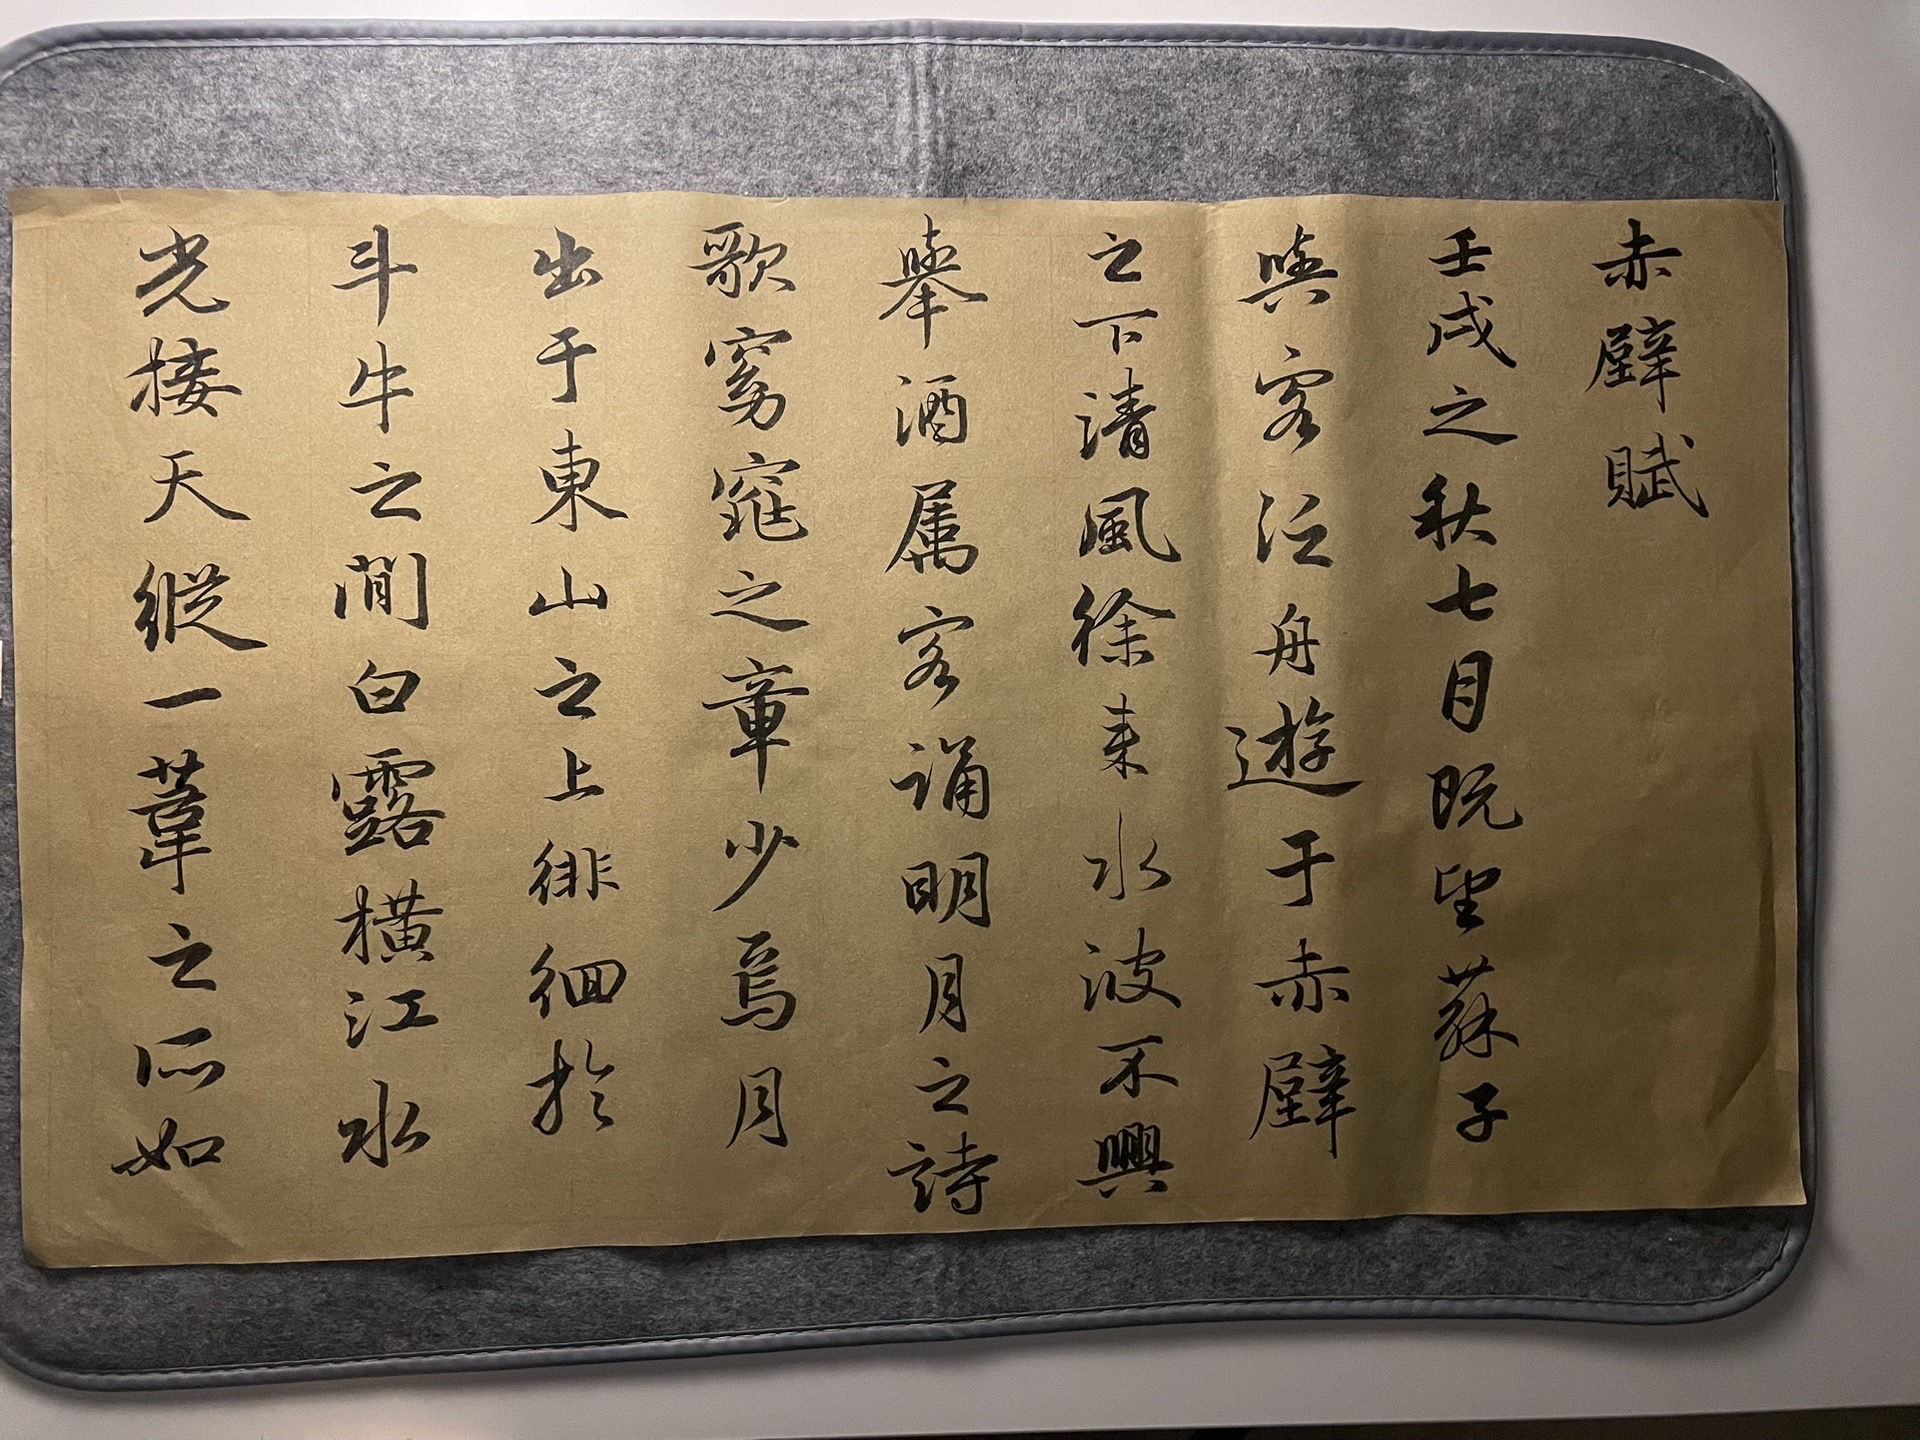 赤壁賦
壬戌之秋七月既望蘇子
與客泛舟遊于赤壁
之下清風徐来水波不興
舉酒属客誦明月之詩
歌窈窕之章少焉月
出于東山之上徘徊於
斗牛之間白露橫江水
光接天縱一葦之所如